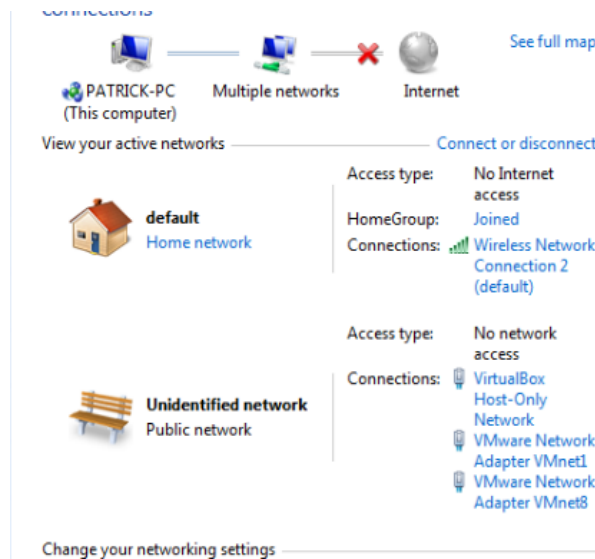 connections
See full map
PATRICK-PC
(This computer)
Multiple networks
Internet
View your active networks
Connect or disconnect
default
Home network
Access type:
No Internet
access
HomeGroup:
Joined
Connections:
Wireless Network
Connection 2
(default)
Unidentified network
Public network
Access type:
No network
access
Connections:
VirtualBox
Host-Only
Network
VMware Network
Adapter VMnet1
VMware Network
Adapter VMnet8
Change your networking settings